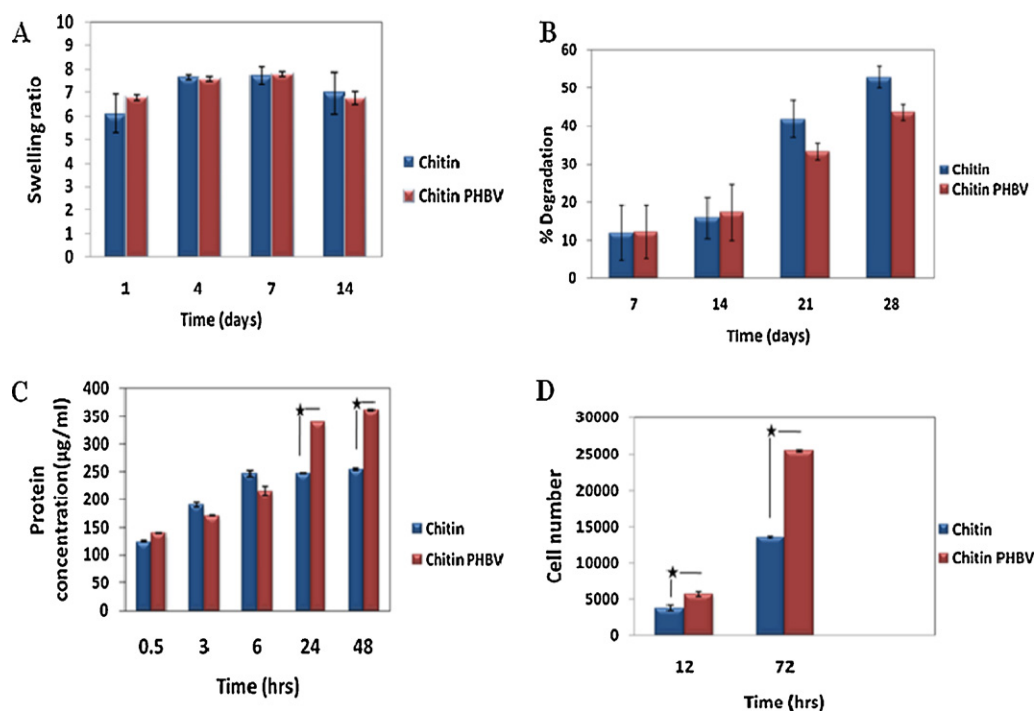 A
Swelling ratio
10
9
8
7
6
5
4
3
2
1
0
1 4 7 14
Time (days)
Chitin
Chitin PHBV
B
% Degradation
60
50
40
30
20
10
0
7 14 21 28
Time (days)
Chitin
Chitin PHBV
C
Protein
concentration(µg/ml)
400
350
300
250
200
150
100
50
0
0.5 3 6 24 48
Time (hrs)
Chitin
Chitin PHBV
D
Cell number
30000
25000
20000
15000
10000
5000
0
12 72
Time (hrs)
Chitin
Chitin PHBV